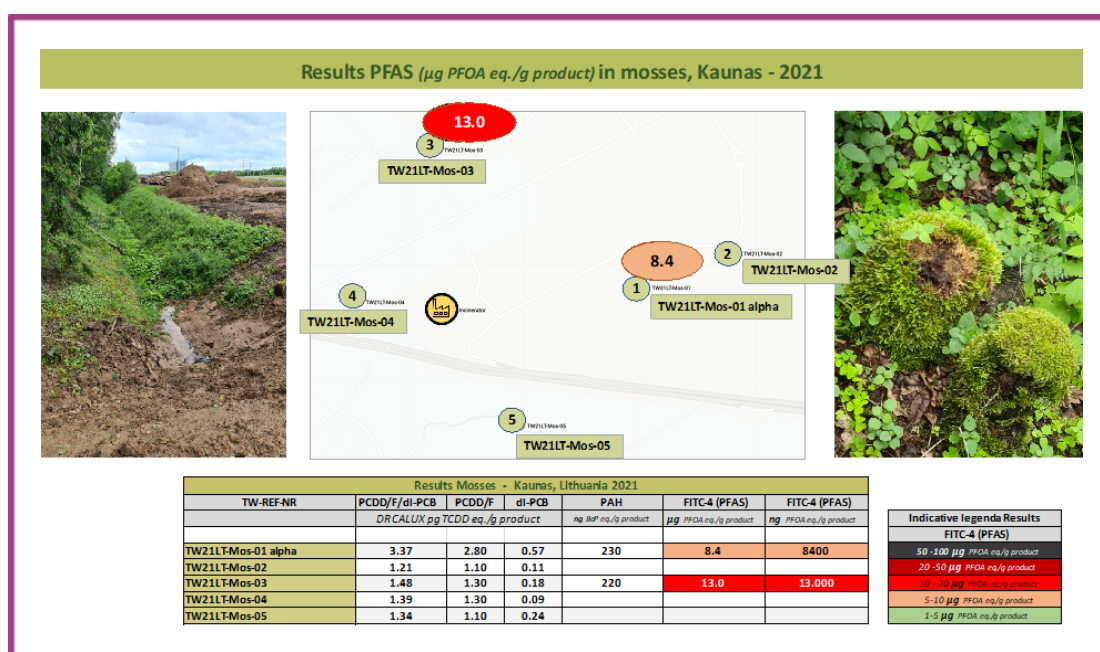 Results PFAS (µg PFOA eq./g product) in mosses, Kaunas - 2021
13.0
3
TW21LT-Mos-03
TW21LT-Mos-03
8.4
2
TW21LT-Mos-02
TW21LT-Mos-02
1
TW21LT-Mos-01
TW21LT-Mos-01 alpha
4
TW21LT-Mos-04
TW21LT-Mos-04
Incinerator
5
TW21LT-Mos-05
TW21LT-Mos-05
Results Mosses - Kaunas, Lithuania 2021
TW-REF-NR PCDD/F/dl-PCB PCDD/F dl-PCB PAH FITC-4 (PFAS) FITC-4 (PFAS)
DRCALUX pg TCDD eq./g product ng BaP eq./g product µg PFOA eq./g product ng PFOA eq./g product
TW21LT-Mos-01 alpha 3.37 2.80 0.57 230 8.4 8400
TW21LT-Mos-02 1.21 1.10 0.11
TW21LT-Mos-03 1.48 1.30 0.18 220 13.0 13.000
TW21LT-Mos-04 1.39 1.30 0.09
TW21LT-Mos-05 1.34 1.10 0.24
Indicative legenda Results
FITC-4 (PFAS)
50 -100 µg PFOA eq./g product
20 -50 µg PFOA eq./g product
10 - 20 µg PFOA eq./g product
5-10 µg PFOA eq./g product
1-5 µg PFOA eq./g product